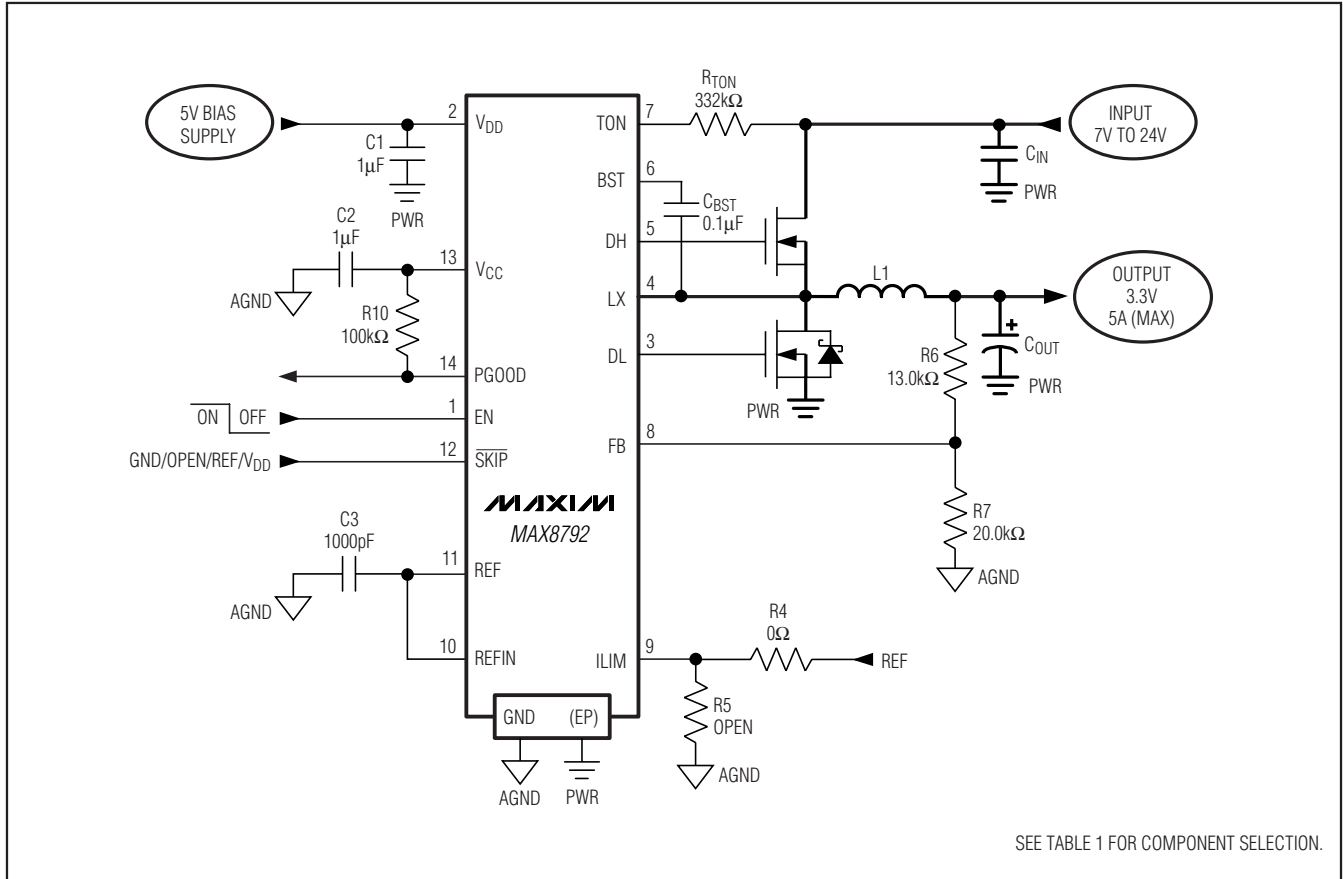 5V BIAS
SUPPLY
2
VDD
C1
1µF
PWR
C2
1µF
AGND
13
VCC
R10
100kΩ
14
PGOOD
ON OFF
1
EN
GND/OPEN/REF/VDD
12
SKIP
MAXIM
MAX8792
C3
1000pF
AGND
11
REF
10
REFIN
GND (EP)
AGND
PWR
TON
7
RTON
332kΩ
INPUT
7V TO 24V
CIN
PWR
BST
6
CBST
0.1µF
DH
5
LX
4
L1
OUTPUT
3.3V
5A (MAX)
COUT
PWR
DL
3
PWR
R6
13.0kΩ
FB
8
R7
20.0kΩ
AGND
ILIM
9
R4
0Ω
REF
R5
OPEN
AGND
SEE TABLE 1 FOR COMPONENT SELECTION.